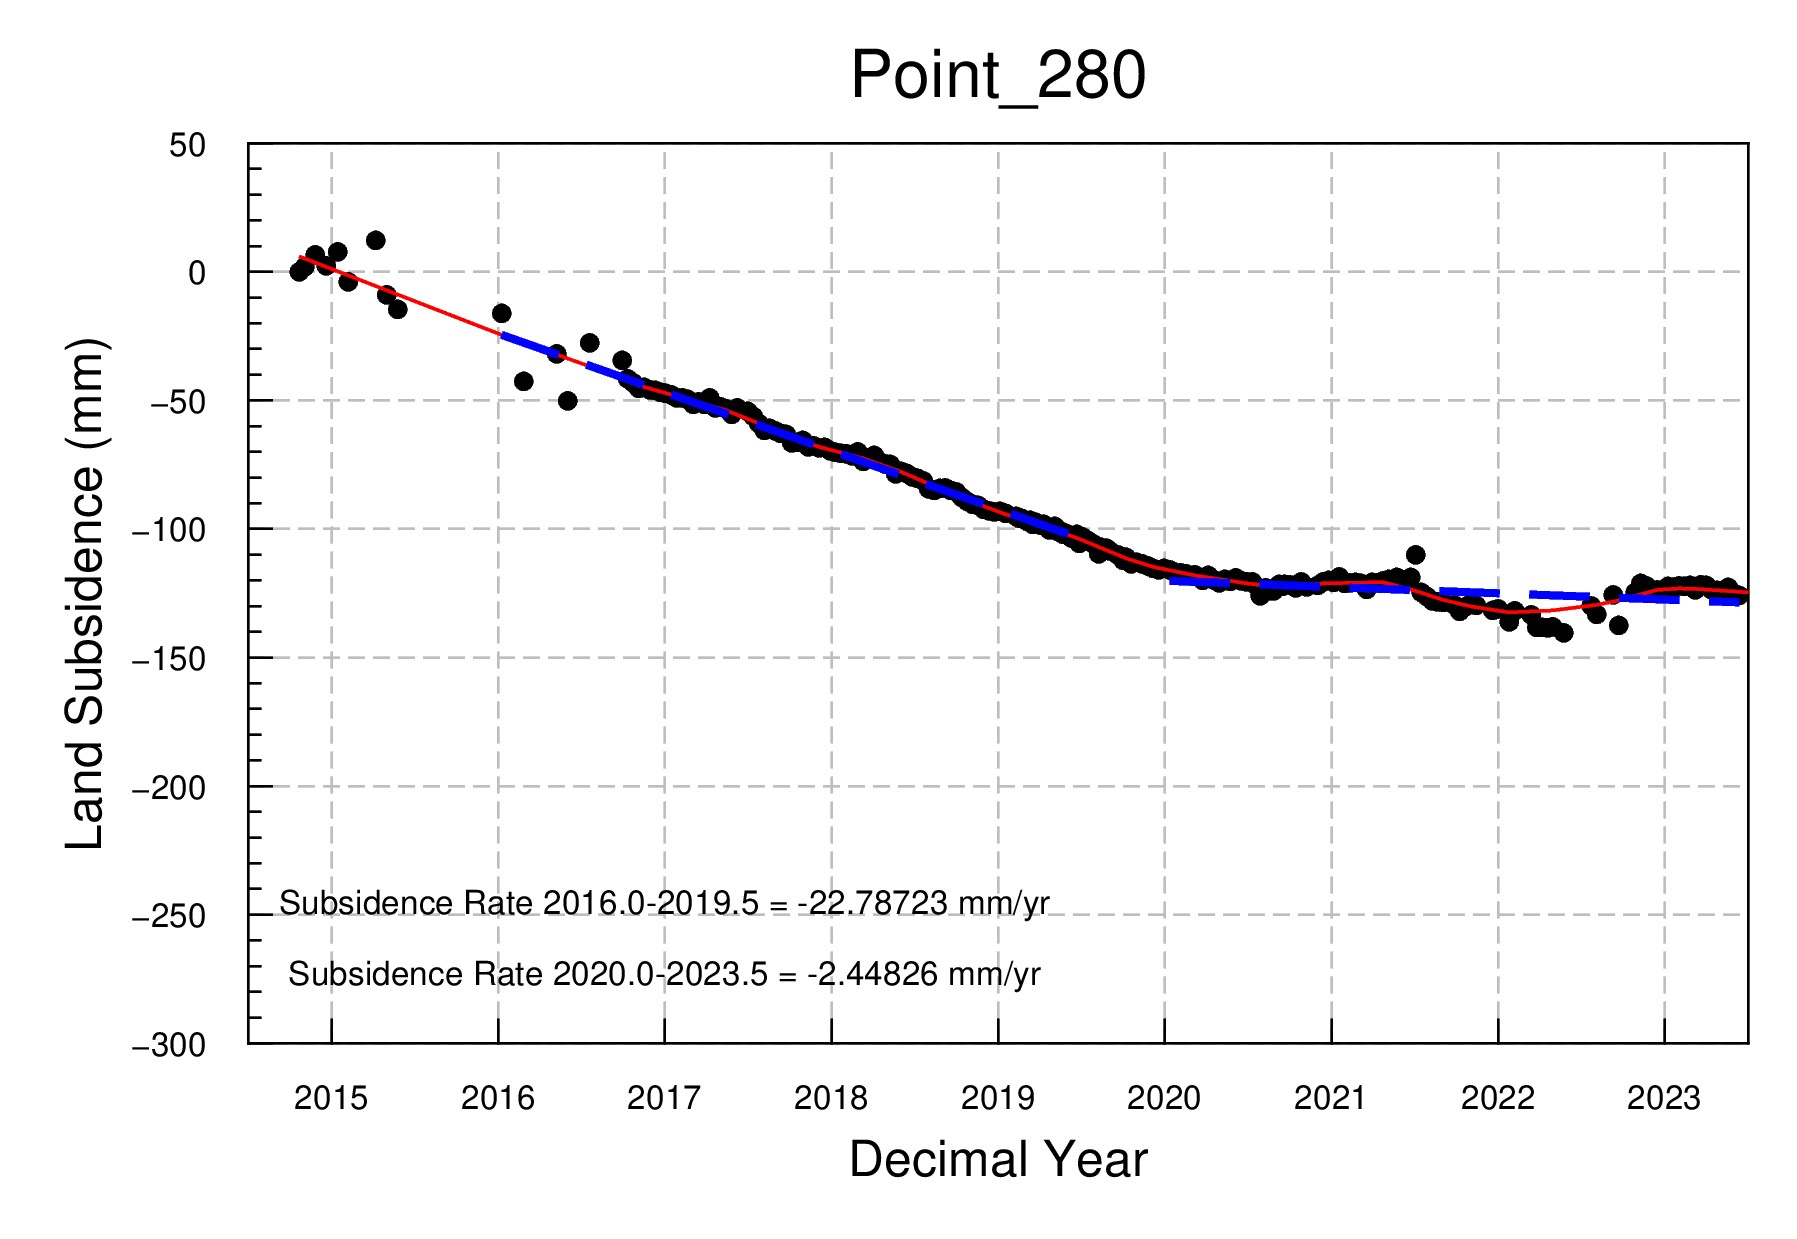 Point_280
50
0
−50
−100
−150
−200
−250
−300
Land Subsidence (mm)
Subsidence Rate 2016.0-2019.5 = -22.78723 mm/yr
Subsidence Rate 2020.0-2023.5 = -2.44826 mm/yr
2015 2016 2017 2018 2019 2020 2021 2022 2023
Decimal Year